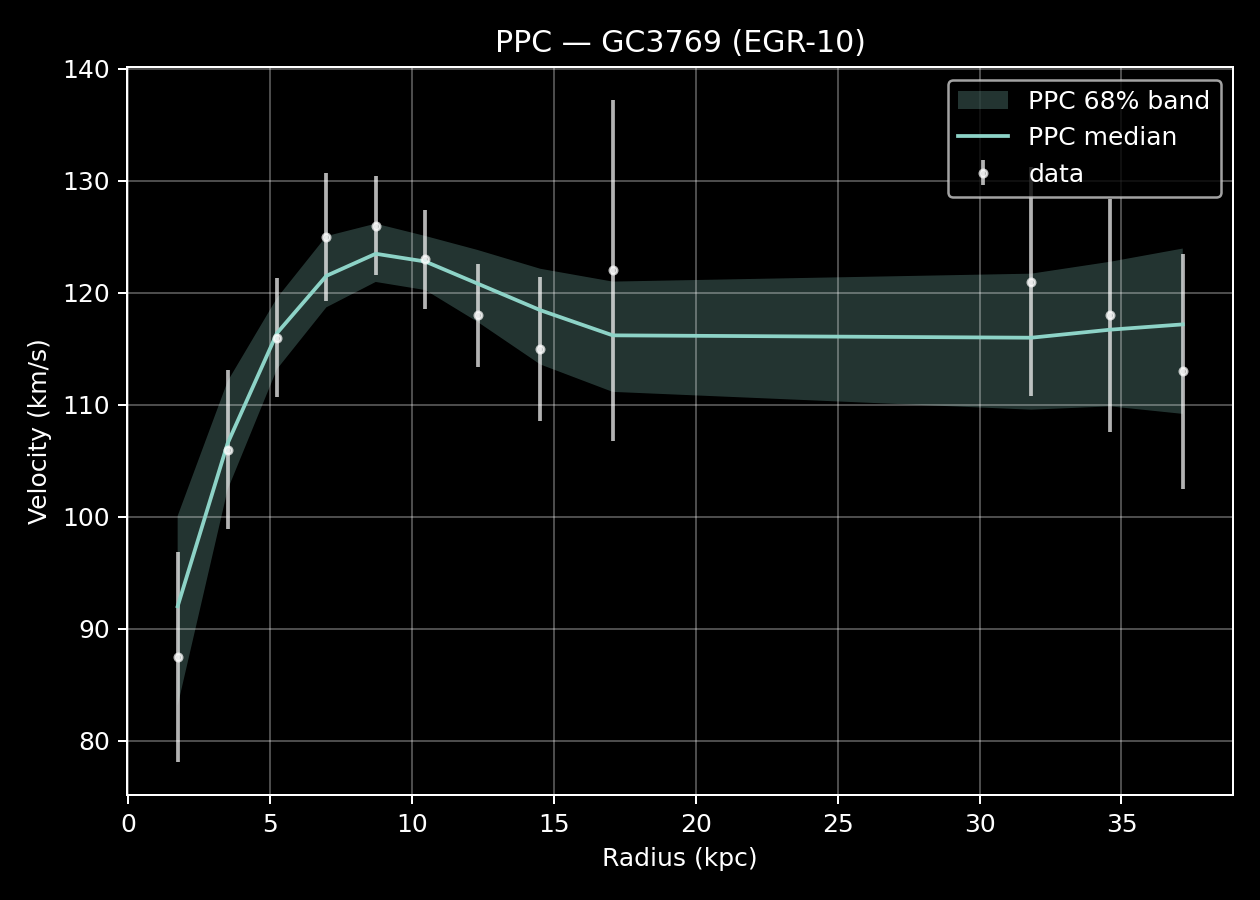 PPC — GC3769 (EGR-10)
140
130
120
110
100
90
80
Velocity (km/s)
PPC 68% band
PPC median
data
0 5 10 15 20 25 30 35
Radius (kpc)